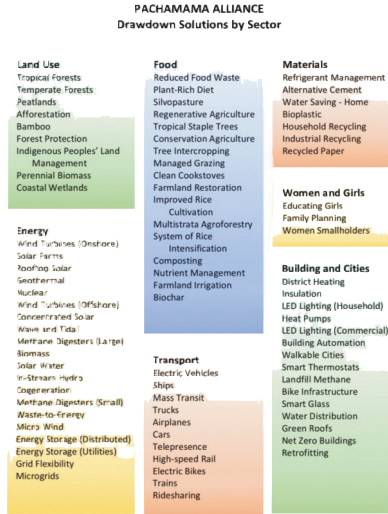 PACHAMAMA ALLIANCE
Drawdown Solutions by Sector
Land Use
Tropical Forests
Temperate Forests
Peatlands
Afforestation
Bamboo
Forest Protection
Indigenous Peoples' Land
Management
Perennial Biomass
Coastal Wetlands
Energy
Wind Turbines (Onshore)
Solar Farms
Rooftop Solar
Geothermal
Nuclear
Wind Turbines (Offshore)
Concentrated Solar
Wave and Tidal
Methane Digesters (Large)
Biomass
Solar Water
In-Stream Hydro
Cogeneration
Methane Digesters (Small)
Waste-to-Energy
Micro Wind
Energy Storage (Distributed)
Energy Storage (Utilities)
Grid Flexibility
Microgrids
Food
Reduced Food Waste
Plant-Rich Diet
Silvopasture
Regenerative Agriculture
Tropical Staple Trees
Conservation Agriculture
Tree Intercropping
Managed Grazing
Clean Cookstoves
Farmland Restoration
Improved Rice
Cultivation
Multistrata Agroforestry
System of Rice
Intensification
Composting
Nutrient Management
Farmland Irrigation
Biochar
Transport
Electric Vehicles
Ships
Mass Transit
Trucks
Airplanes
Cars
Telepresence
High-speed Rail
Electric Bikes
Trains
Ridesharing
Materials
Refrigerant Management
Alternative Cement
Water Saving - Home
Bioplastic
Household Recycling
Industrial Recycling
Recycled Paper
Women and Girls
Educating Girls
Family Planning
Women Smallholders
Building and Cities
District Heating
Insulation
LED Lighting (Household)
Heat Pumps
LED Lighting (Commercial)
Building Automation
Walkable Cities
Smart Thermostats
Landfill Methane
Bike Infrastructure
Smart Glass
Water Distribution
Green Roofs
Net Zero Buildings
Retrofitting